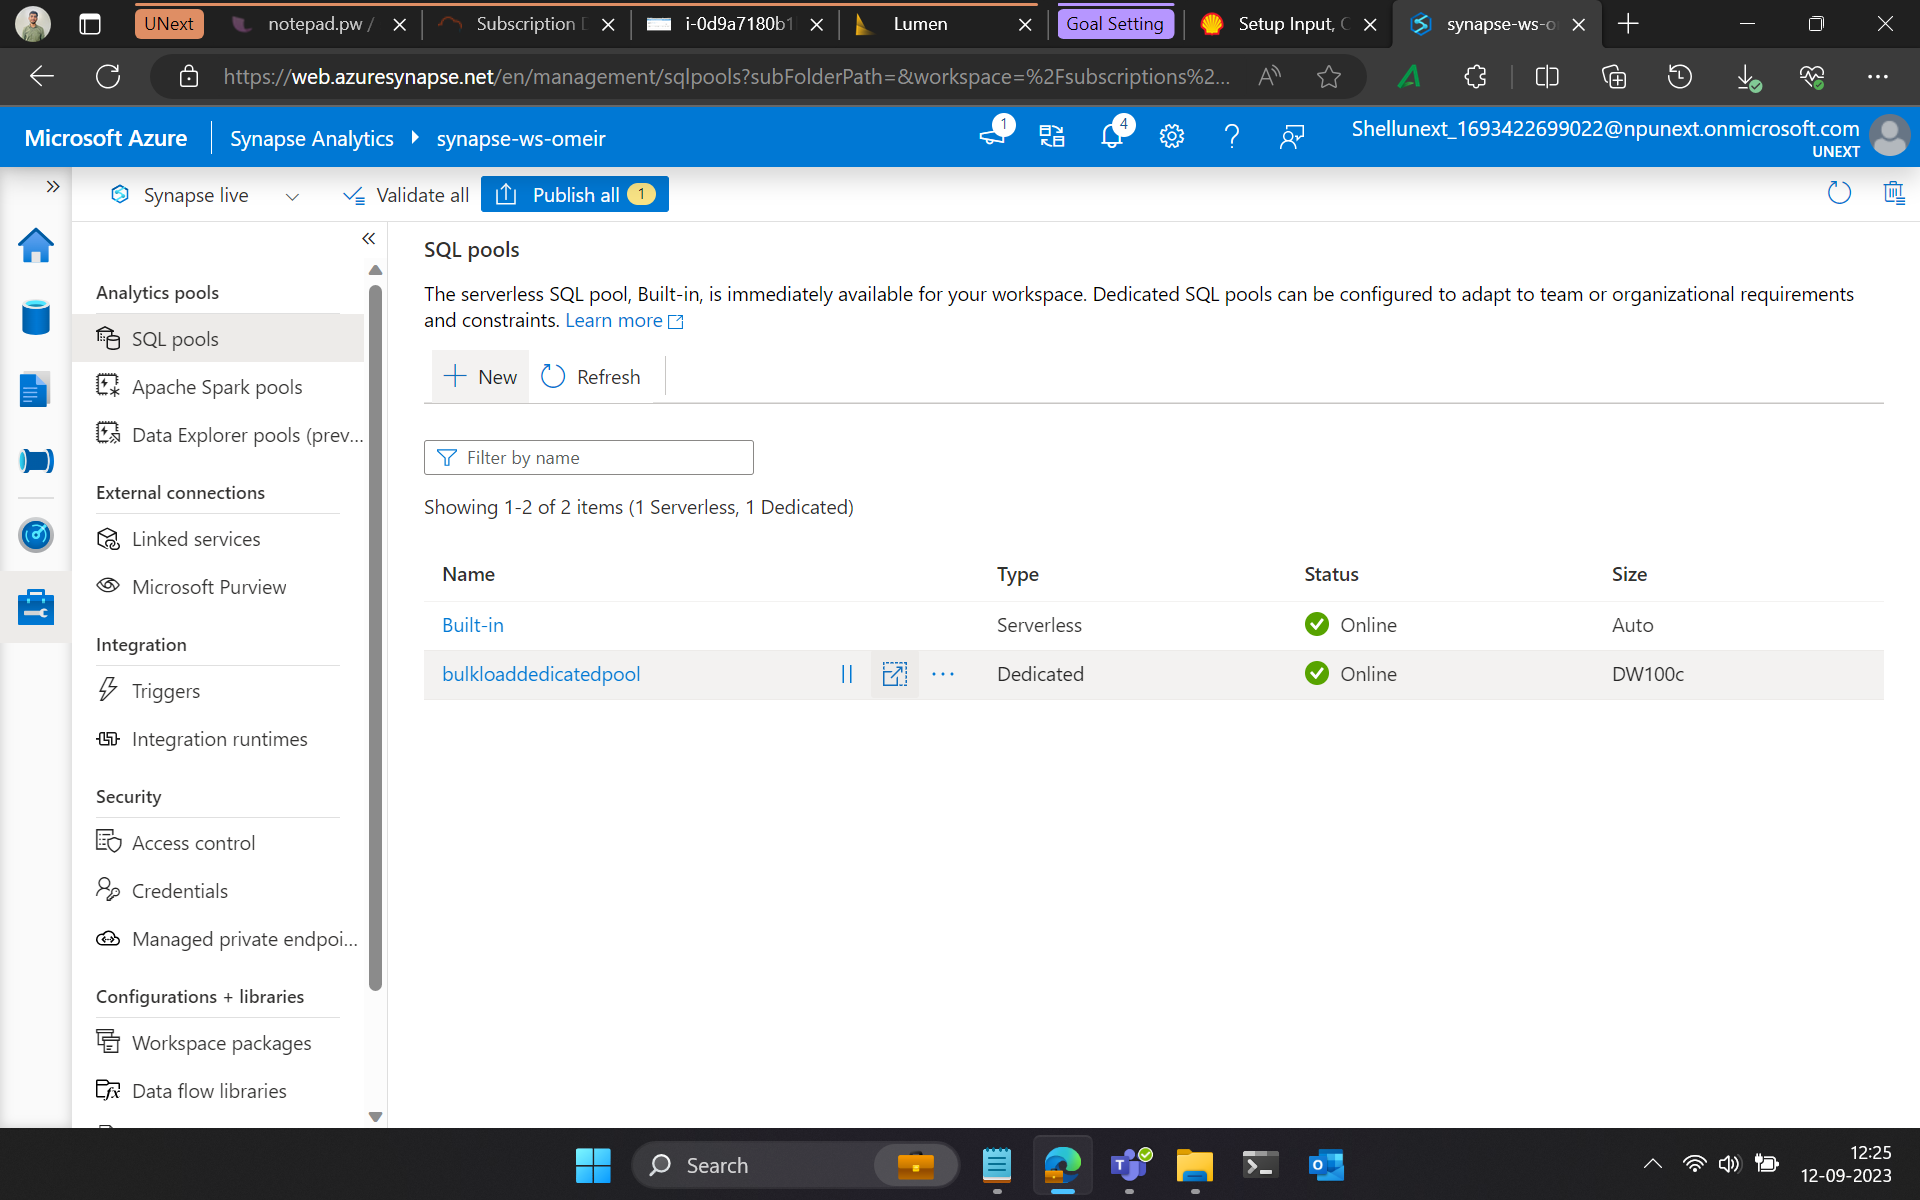 UNext
notepad.pw /
Subscription D
i-0d9a7180b1
Lumen
Goal Setting
Setup Input, C
synapse-ws-o
https://web.azuresynapse.net/en/management/sqlpools?subFolderPath=&workspace=%2Fsubscriptions%2...
Microsoft Azure
Synapse Analytics
synapse-ws-omeir
1
4
Shellunext_1693422699022@npunext.onmicrosoft.com
UNEXT
Synapse live
Validate all
Publish all
1
Analytics pools
SQL pools
Apache Spark pools
Data Explorer pools (prev...
External connections
Linked services
Microsoft Purview
Integration
Triggers
Integration runtimes
Security
Access control
Credentials
Managed private endpoi...
Configurations + libraries
Workspace packages
Data flow libraries
SQL pools
The serverless SQL pool, Built-in, is immediately available for your workspace. Dedicated SQL pools can be configured to adapt to team or organizational requirements
and constraints. Learn more
New
Refresh
Filter by name
Showing 1-2 of 2 items (1 Serverless, 1 Dedicated)
Name Type Status Size
Built-in Serverless Online Auto
bulkloaddedicatedpool Dedicated Online DW100c
Search
12:25
12-09-2023